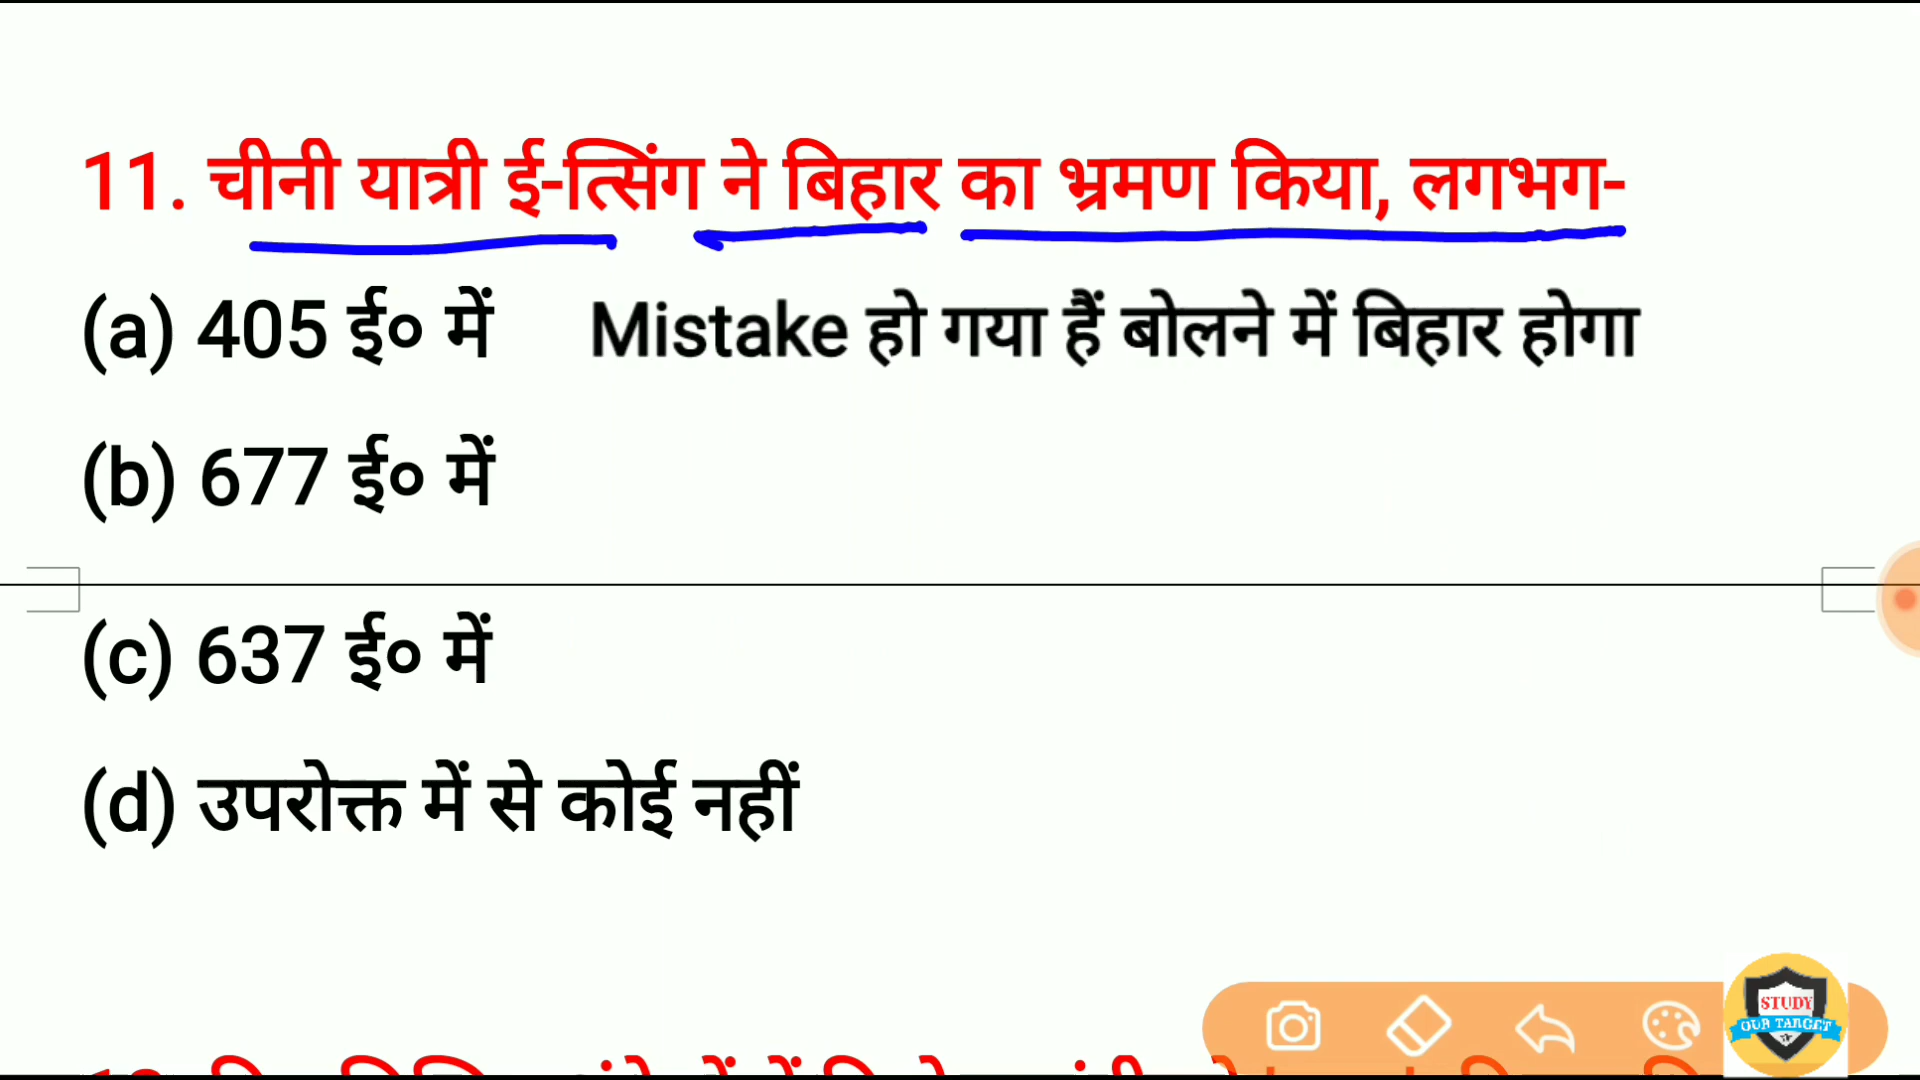 11. चीनी यात्री ई-त्सिंग ने बिहार का भ्रमण किया, लगभग-
(a) 405 ई० में Mistake हो गया हैं बोलने में बिहार होगा
(b) 677 ई० में
(c) 637 ई० में
(d) उपरोक्त में से कोई नहीं
STUDY
OUR TARGET